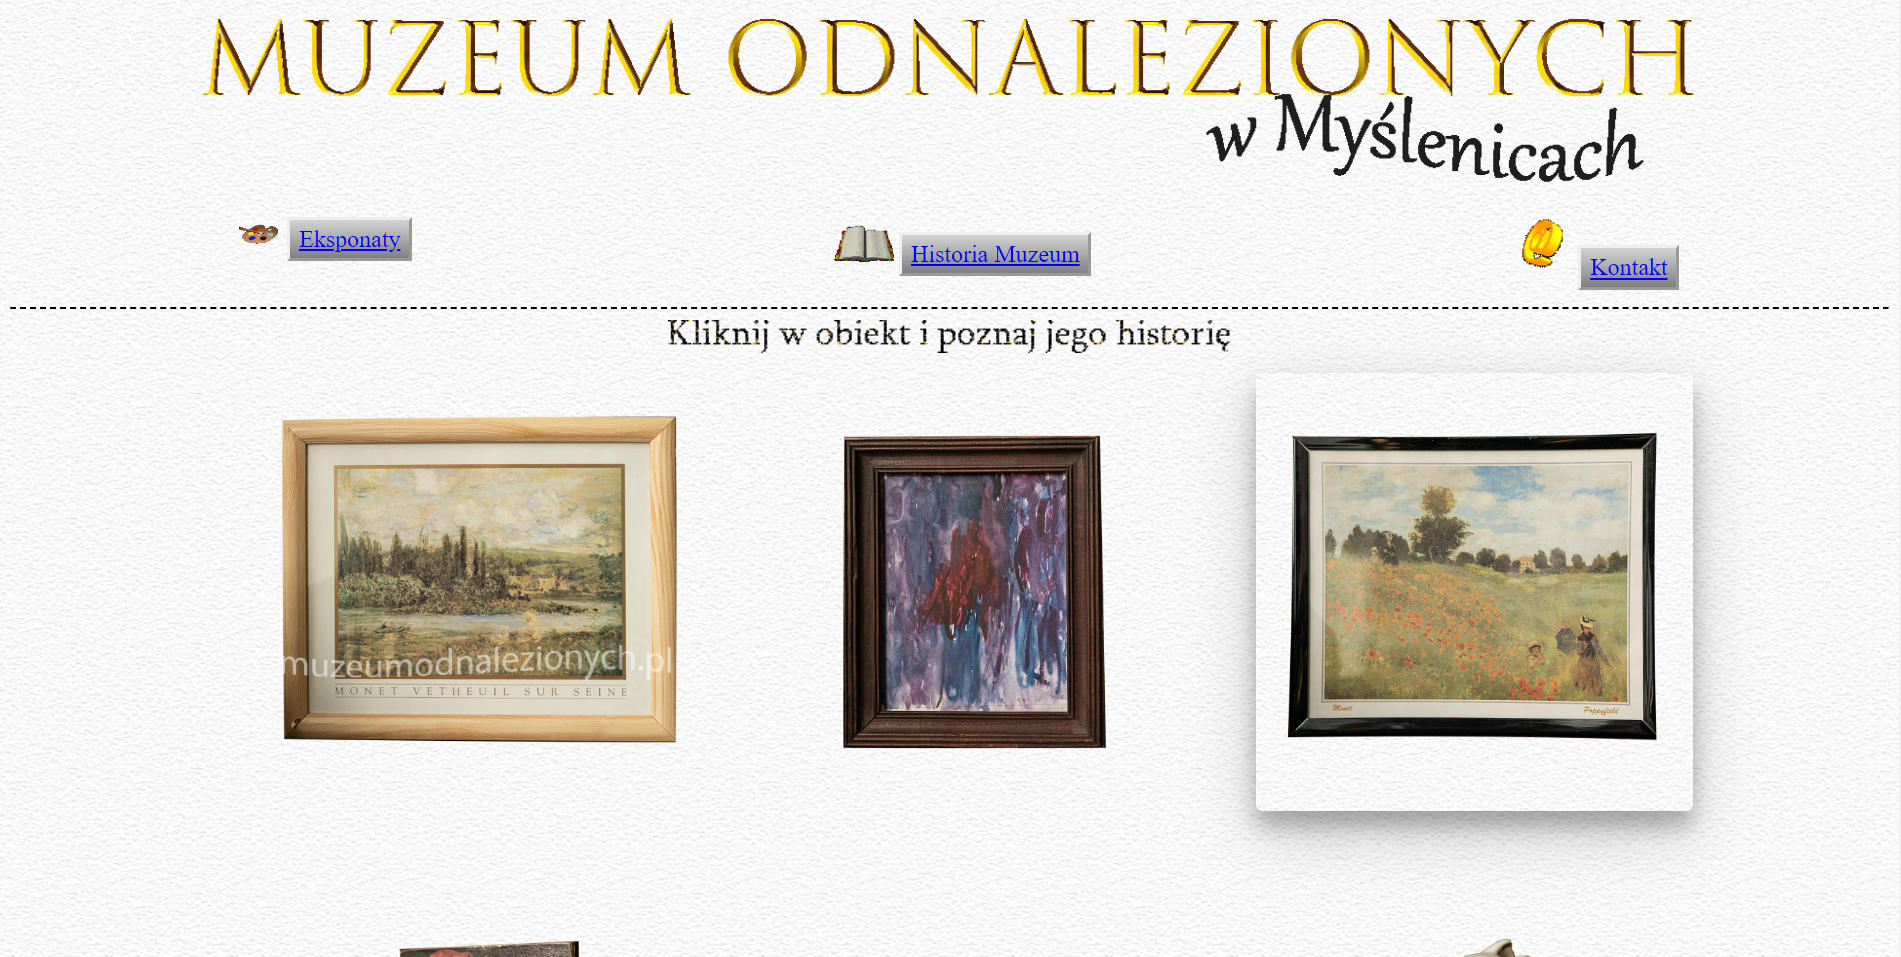 MUZEUM ODNALEZIONYCH
w Myślenicach
Eksponaty
Historia Muzeum
Kontakt
Kliknij w obiekt i poznaj jego historię
muzeumodnalezionych.pl
MONET VETHEUIL SUR SEINE
Monet
Poppyfield